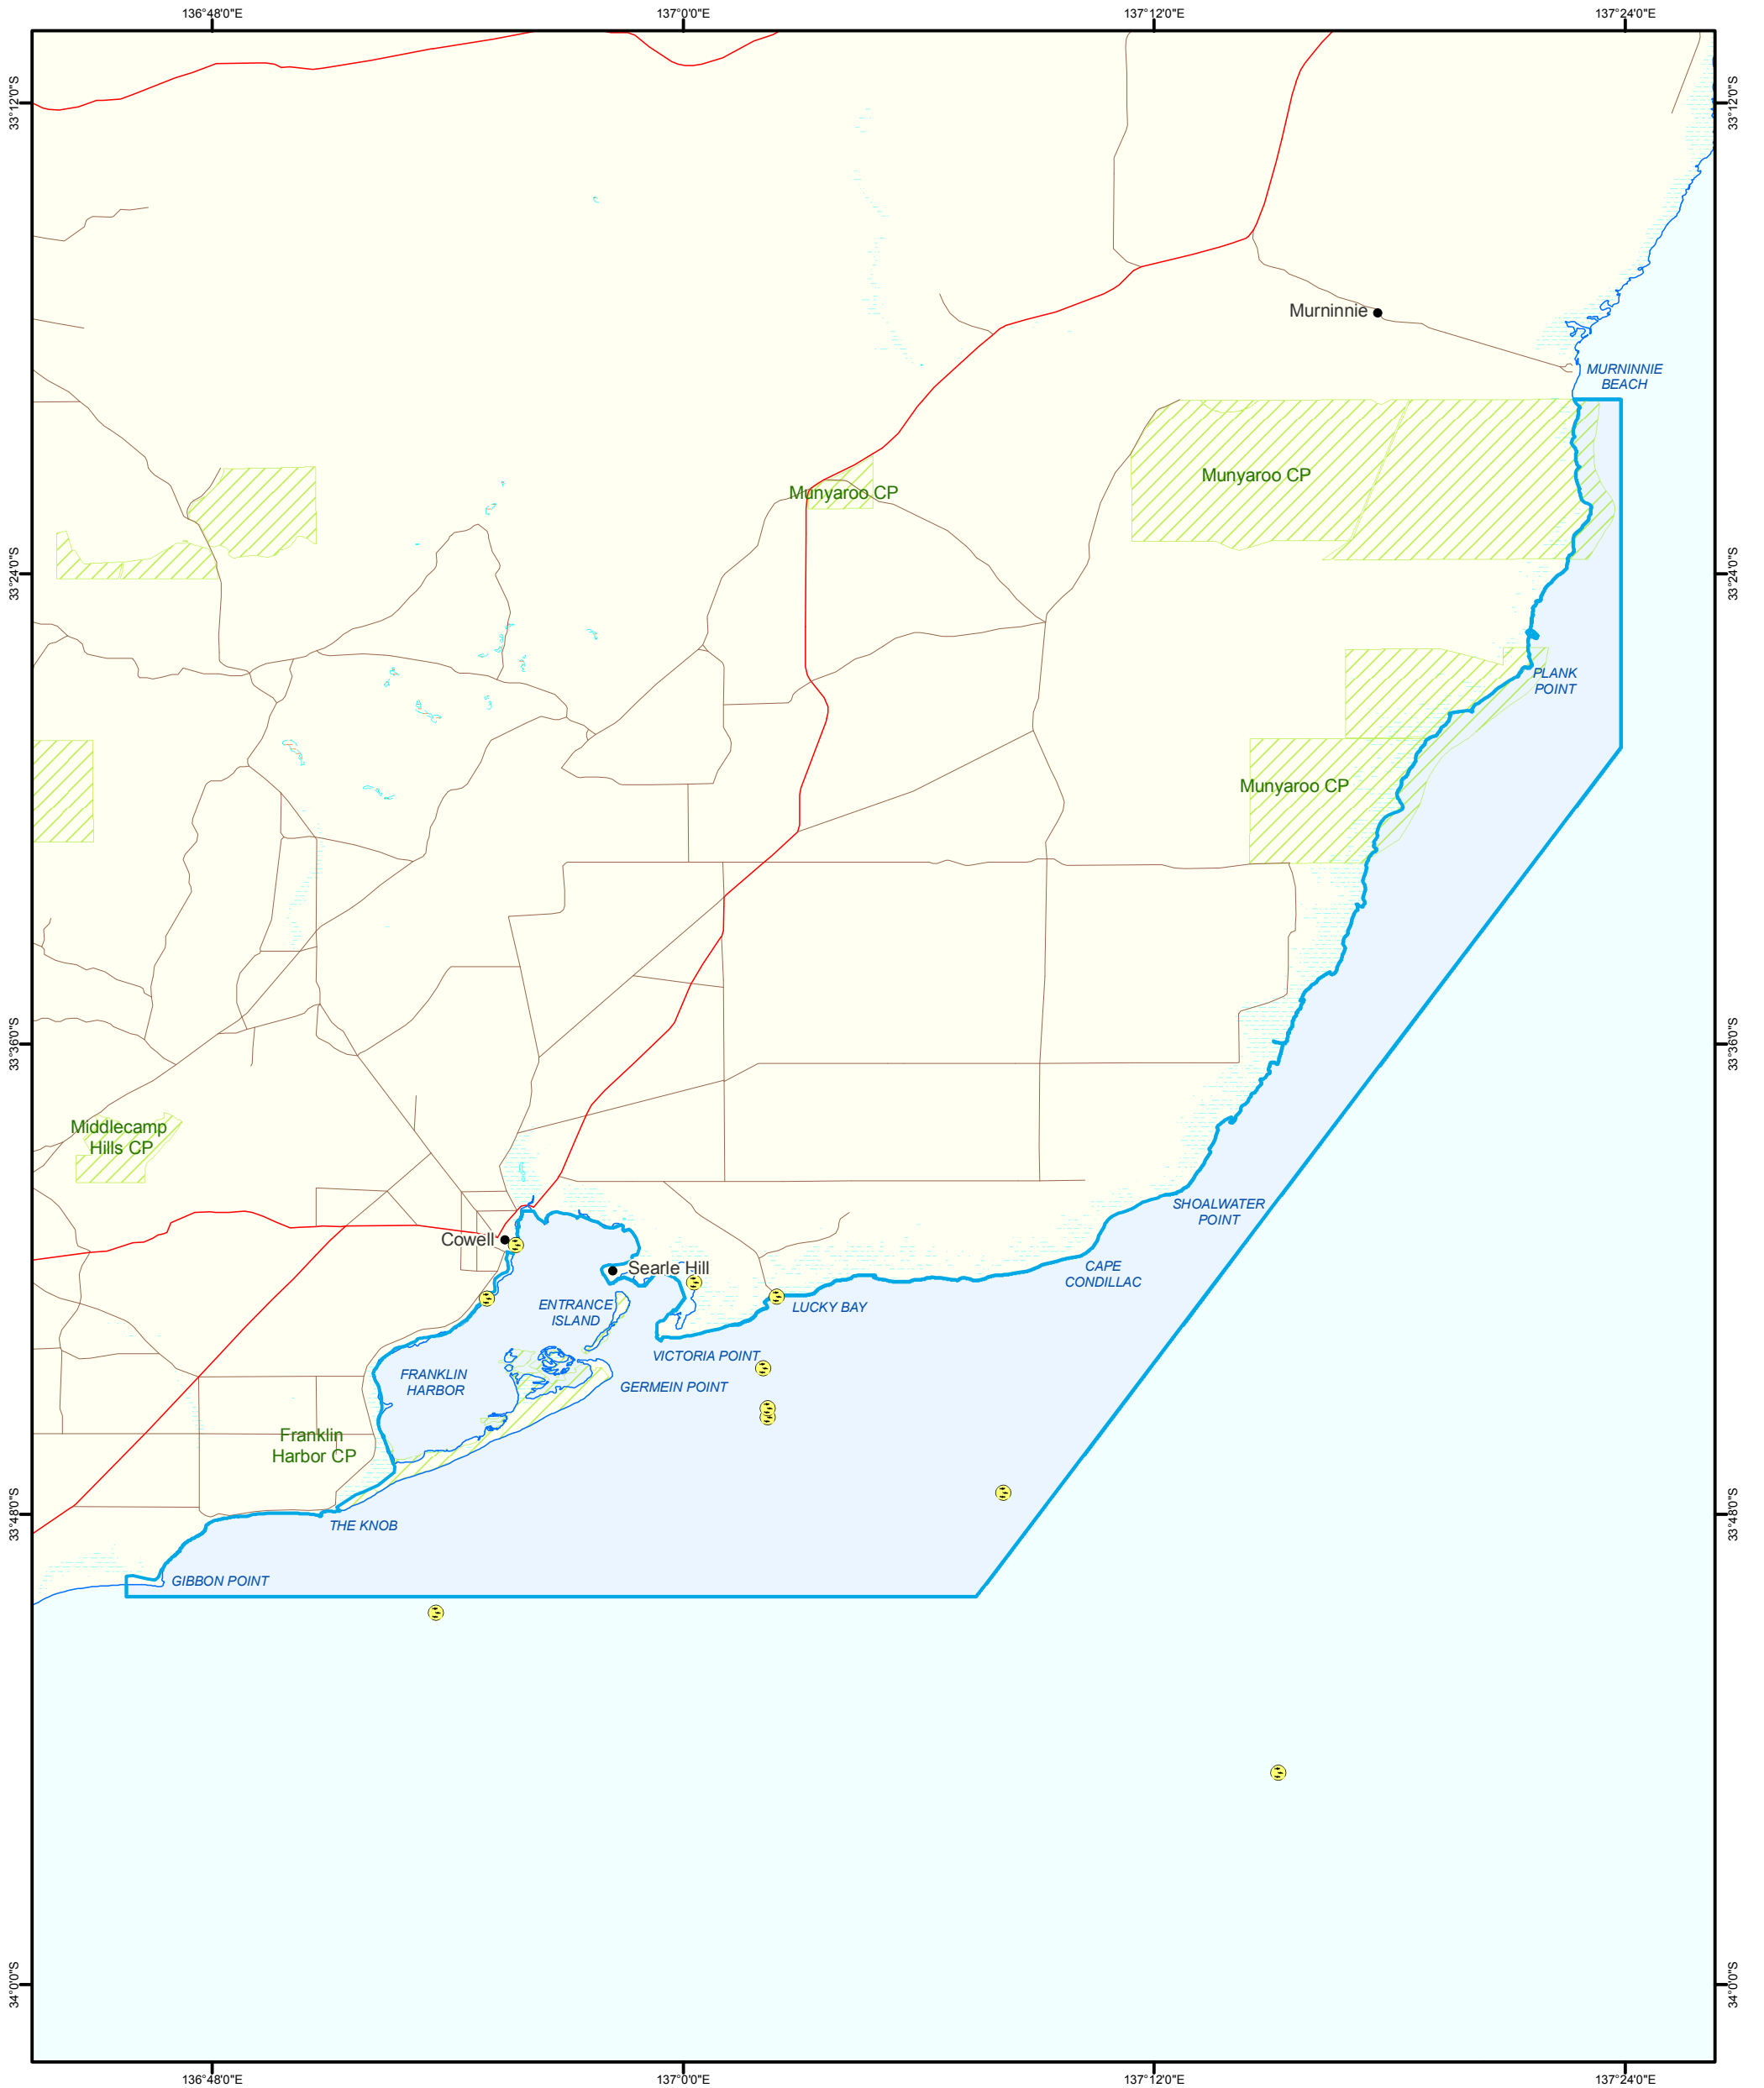 136°48'0"E
137°0'0"E
137°12'0"E
137°24'0"E
33°12'0"S
33°12'0"S
Murninnie
MURNINNIE
BEACH
Munyaroo CP
Munyaroo CP
33°24'0"S
33°24'0"S
PLANK
POINT
Munyaroo CP
33°36'0"S
33°36'0"S
Middlecamp
Hills CP
SHOALWATER
POINT
Cowell
Searle Hill
CAPE
CONDILLAC
ENTRANCE
ISLAND
LUCKY BAY
VICTORIA POINT
FRANKLIN
HARBOR
GERMEIN POINT
Franklin
Harbor CP
33°48'0"S
33°48'0"S
THE KNOB
GIBBON POINT
34°0'0"S
34°0'0"S
136°48'0"E
137°0'0"E
137°12'0"E
137°24'0"E